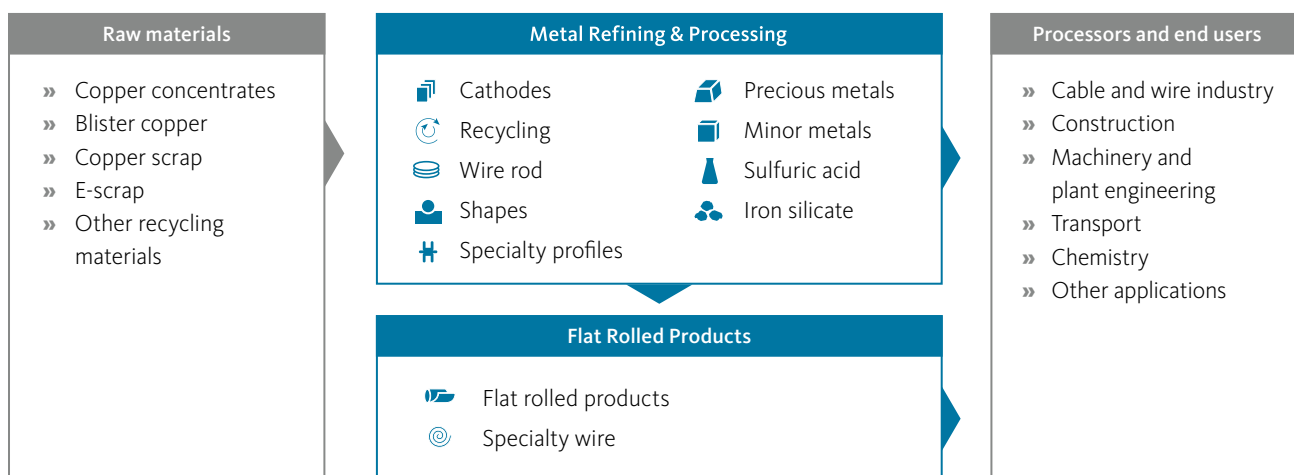 Raw materials
» Copper concentrates
» Blister copper
» Copper scrap
» E-scrap
» Other recycling
materials
Metal Refining & Processing
Cathodes
Recycling
Wire rod
Shapes
Specialty profiles
Precious metals
Minor metals
Sulfuric acid
Iron silicate
Flat Rolled Products
Flat rolled products
Specialty wire
Processors and end users
» Cable and wire industry
» Construction
» Machinery and
plant engineering
» Transport
» Chemistry
» Other applications